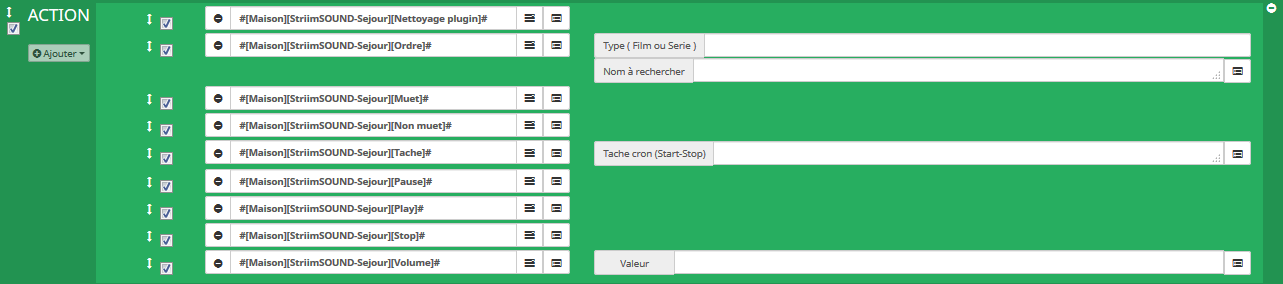 ACTION
Ajouter
#[Maison][StriimSOUND-Sejour][Nettoyage plugin]#
#[Maison][StriimSOUND-Sejour][Ordre]#
Type ( Film ou Serie )
Nom à rechercher
#[Maison][StriimSOUND-Sejour][Muet]#
#[Maison][StriimSOUND-Sejour][Non muet]#
#[Maison][StriimSOUND-Sejour][Tache]#
Tache cron (Start-Stop)
#[Maison][StriimSOUND-Sejour][Pause]#
#[Maison][StriimSOUND-Sejour][Play]#
#[Maison][StriimSOUND-Sejour][Stop]#
#[Maison][StriimSOUND-Sejour][Volume]#
Valeur